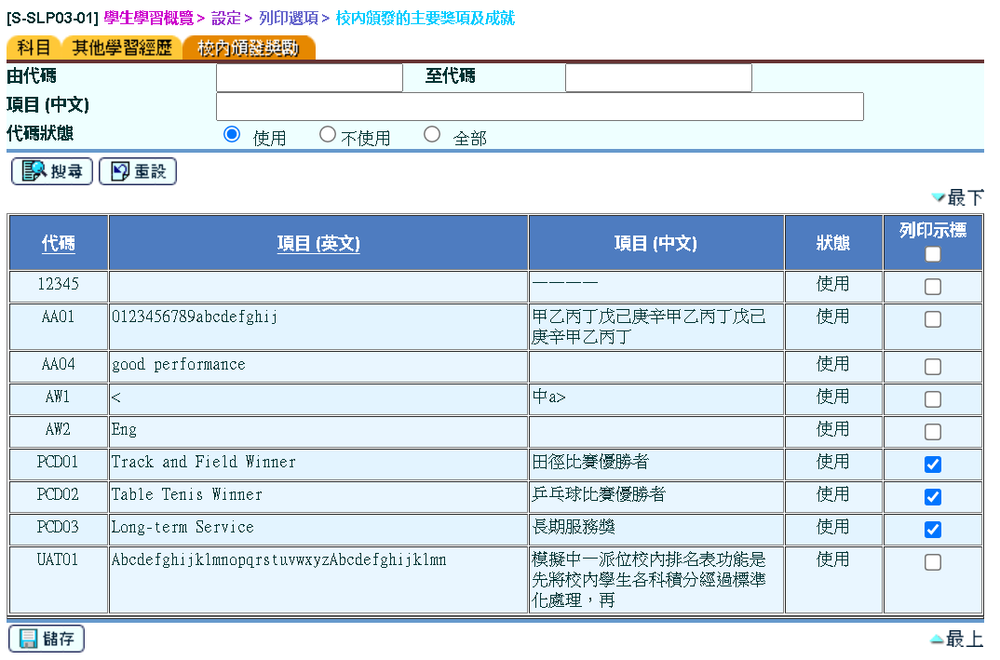 [S-SLP03-01] 學生學習概覽 > 設定 > 列印選項 > 校內頒發的主要獎項及成就
科目 其他學習經歷 校內頒發獎勵
由代碼 至代碼
項目 (中文)
代碼狀態 使用 不使用 全部
搜尋 重設
最下
代碼 項目 (英文) 項目 (中文) 狀態 列印示標
12345 一一一一 使用
AA01 0123456789abcdefghij 甲乙丙丁戊己庚辛甲乙丙丁戊己 使用
庚辛甲乙丙丁
AA04 good performance 使用
AW1 < 中a> 使用
AW2 Eng 使用
PCD01 Track and Field Winner 田徑比賽優勝者 使用
PCD02 Table Tenis Winner 乒乓球比賽優勝者 使用
PCD03 Long-term Service 長期服務獎 使用
UAT01 AbcdefghijklmnopqrstuvwxyzAbcdefghijklmn 模擬中一派位校內排名表功能是 使用
先將校內學生各科積分經過標準
化處理，再
儲存 最上